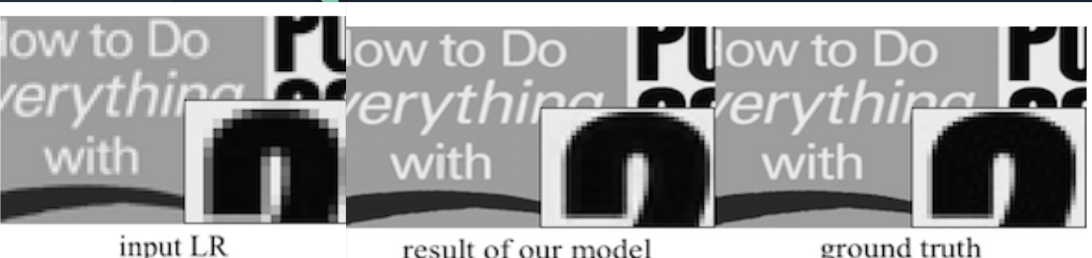 low to Do
verything
with
PU
input LR
low to Do
verything
with
PU
result of our model
low to Do
verything
with
PU
ground truth